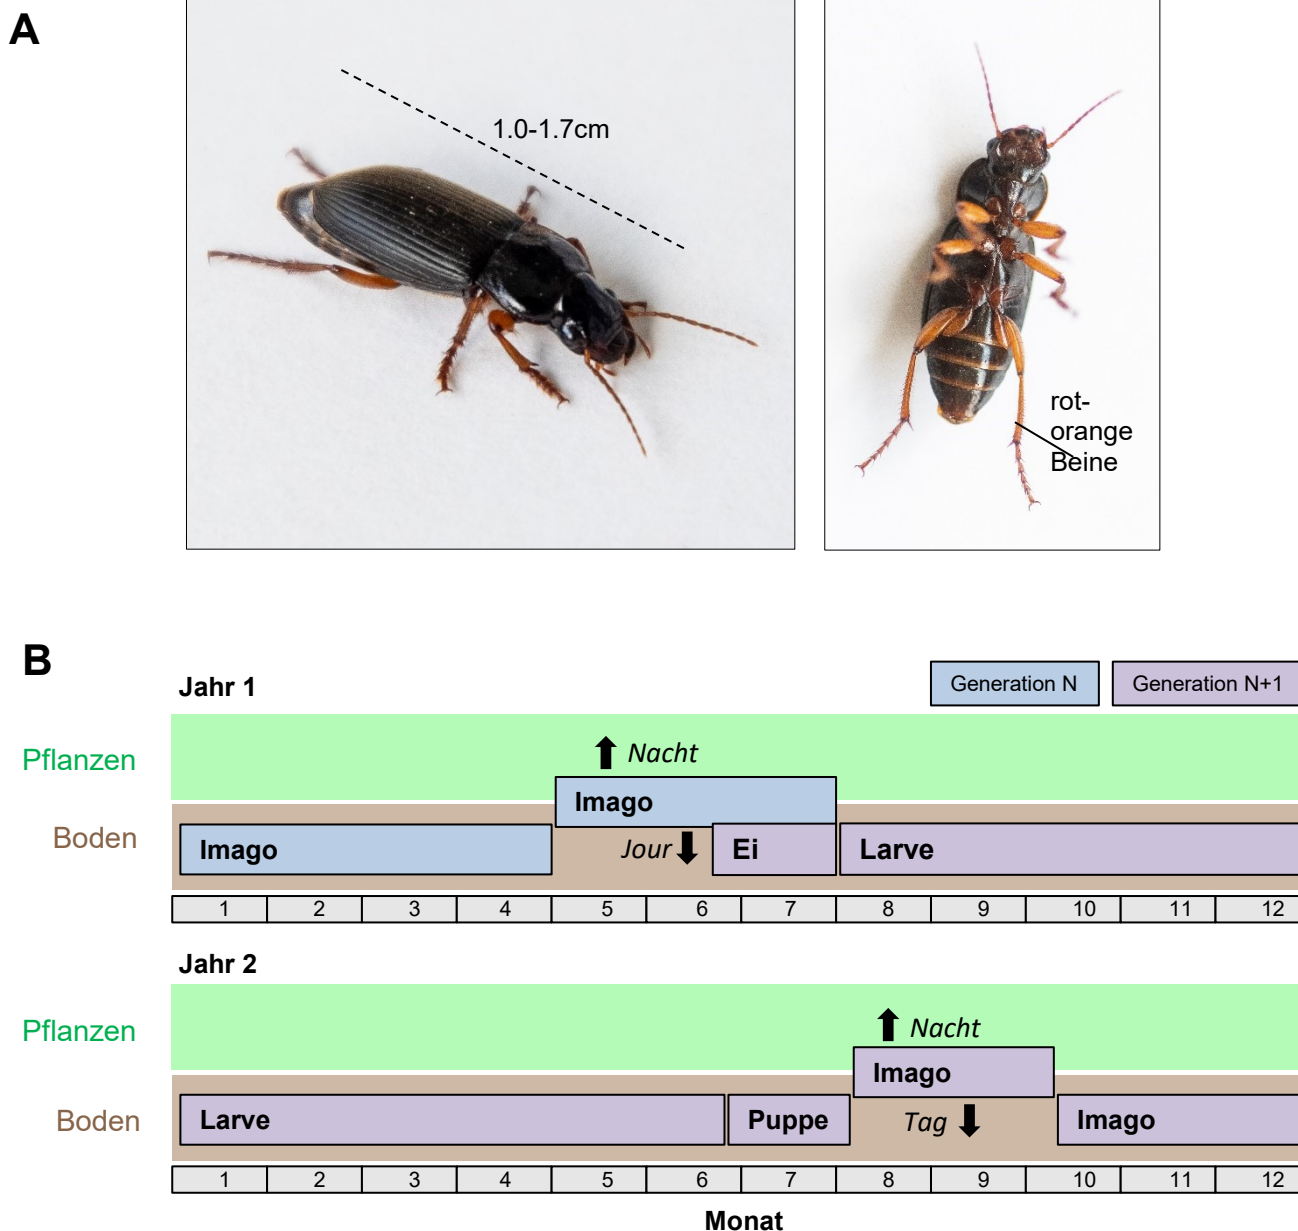 A
1.0-1.7cm
rot-
orange
Beine
B
Jahr 1
Generation N
Generation N+1
Pflanzen
Nacht
Imago
Boden
Imago
Jour
Ei
Larve
1 2 3 4 5 6 7 8 9 10 11 12
Jahr 2
Pflanzen
Nacht
Imago
Boden
Larve
Puppe
Tag
Imago
1 2 3 4 5 6 7 8 9 10 11 12
Monat